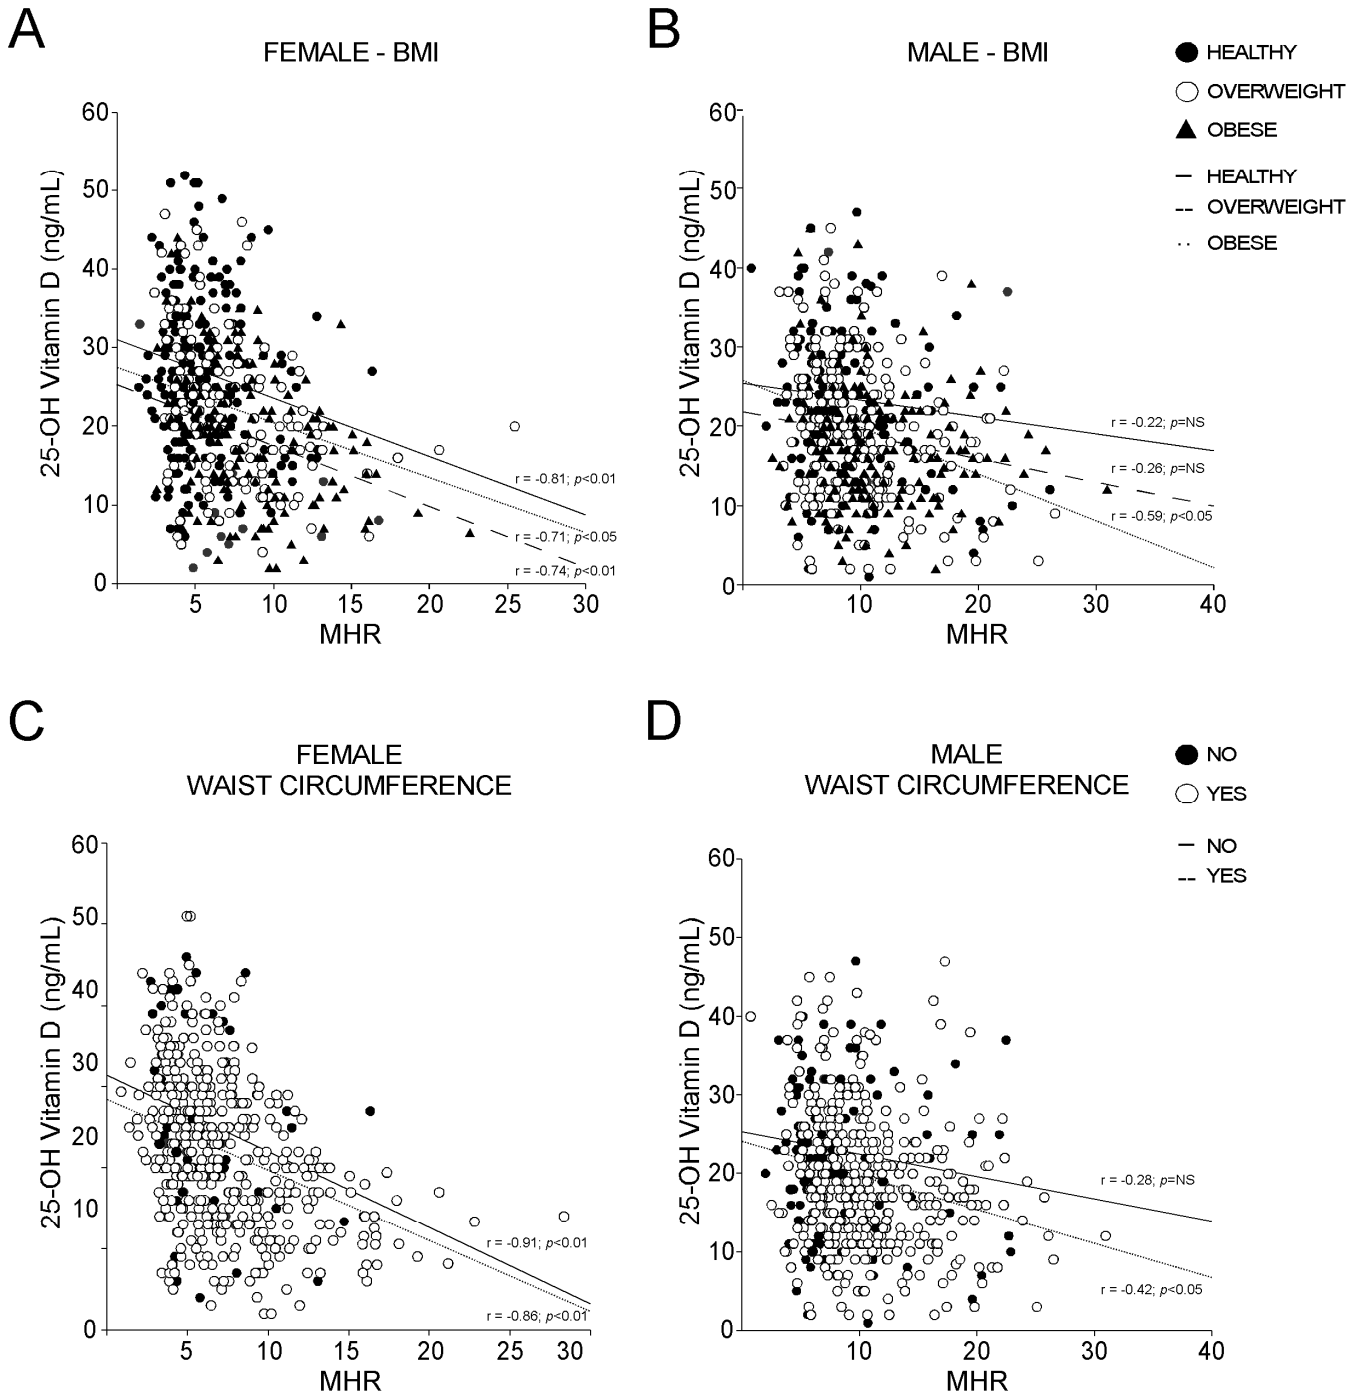 A
FEMALE - BMI
60
50
40
30
20
10
0
25-OH Vitamin D (ng/mL)
r = -0.81; p<0.01
r = -0.71; p<0.05
r = -0.74; p<0.01
5
10
15
20
25
30
MHR
B
MALE - BMI
60
50
40
30
20
10
0
25-OH Vitamin D (ng/mL)
r = -0.22; p=NS
r = -0.26; p=NS
r = -0.59; p<0.05
10
20
30
40
MHR
HEALTHY
OVERWEIGHT
OBESE
HEALTHY
OVERWEIGHT
OBESE
C
FEMALE
WAIST CIRCUMFERENCE
60
50
40
30
20
10
0
25-OH Vitamin D (ng/mL)
r = -0.91; p<0.01
r = -0.86; p<0.01
5
10
15
20
25
30
MHR
D
MALE
WAIST CIRCUMFERENCE
60
50
40
30
20
10
0
25-OH Vitamin D (ng/mL)
r = -0.28; p=NS
r = -0.42; p<0.05
10
20
30
40
MHR
NO
YES
NO
YES